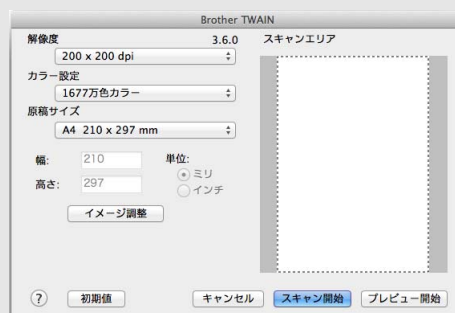 Brother TWAIN
解像度 3.6.0
200 x 200 dpi
カラー設定
1677万色カラー
原稿サイズ
A4 210 x 297 mm
幅: 210
高さ: 297
単位:
ミリ
インチ
イメージ調整
スキャンエリア
? 初期値 キャンセル スキャン開始 プレビュー開始